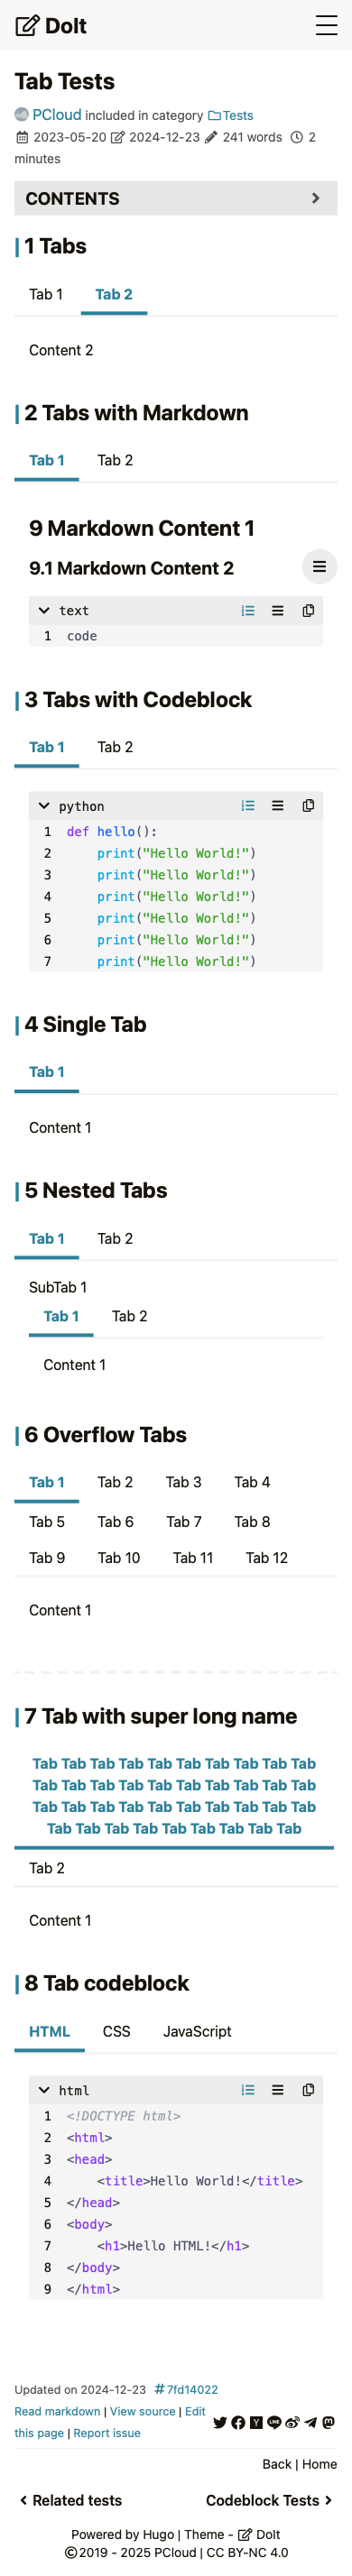 DoIt
Tab Tests
PCloud included in category Tests
2023-05-20 2024-12-23 241 words 2
minutes
CONTENTS
1 Tabs
Tab 1 Tab 2
Content 2
2 Tabs with Markdown
Tab 1 Tab 2
9 Markdown Content 1
9.1 Markdown Content 2
text
1 code
3 Tabs with Codeblock
Tab 1 Tab 2
python
1 def hello():
2     print("Hello World!")
3     print("Hello World!")
4     print("Hello World!")
5     print("Hello World!")
6     print("Hello World!")
7     print("Hello World!")
4 Single Tab
Tab 1
Content 1
5 Nested Tabs
Tab 1 Tab 2
SubTab 1
Tab 1 Tab 2
Content 1
6 Overflow Tabs
Tab 1 Tab 2 Tab 3 Tab 4
Tab 5 Tab 6 Tab 7 Tab 8
Tab 9 Tab 10 Tab 11 Tab 12
Content 1
7 Tab with super long name
Tab Tab Tab Tab Tab Tab Tab Tab Tab Tab
Tab Tab Tab Tab Tab Tab Tab Tab Tab Tab
Tab Tab Tab Tab Tab Tab Tab Tab Tab Tab
Tab Tab Tab Tab Tab Tab Tab Tab Tab
Tab 2
Content 1
8 Tab codeblock
HTML CSS JavaScript
html
1 <!DOCTYPE html>
2 <html>
3 <head>
4     <title>Hello World!</title>
5 </head>
6 <body>
7     <h1>Hello HTML!</h1>
8 </body>
9 </html>
Updated on 2024-12-23 #7fd14022
Read markdown | View source | Edit
this page | Report issue
Back | Home
Related tests Codeblock Tests
Powered by Hugo | Theme - DoIt
©2019 - 2025 PCloud | CC BY-NC 4.0